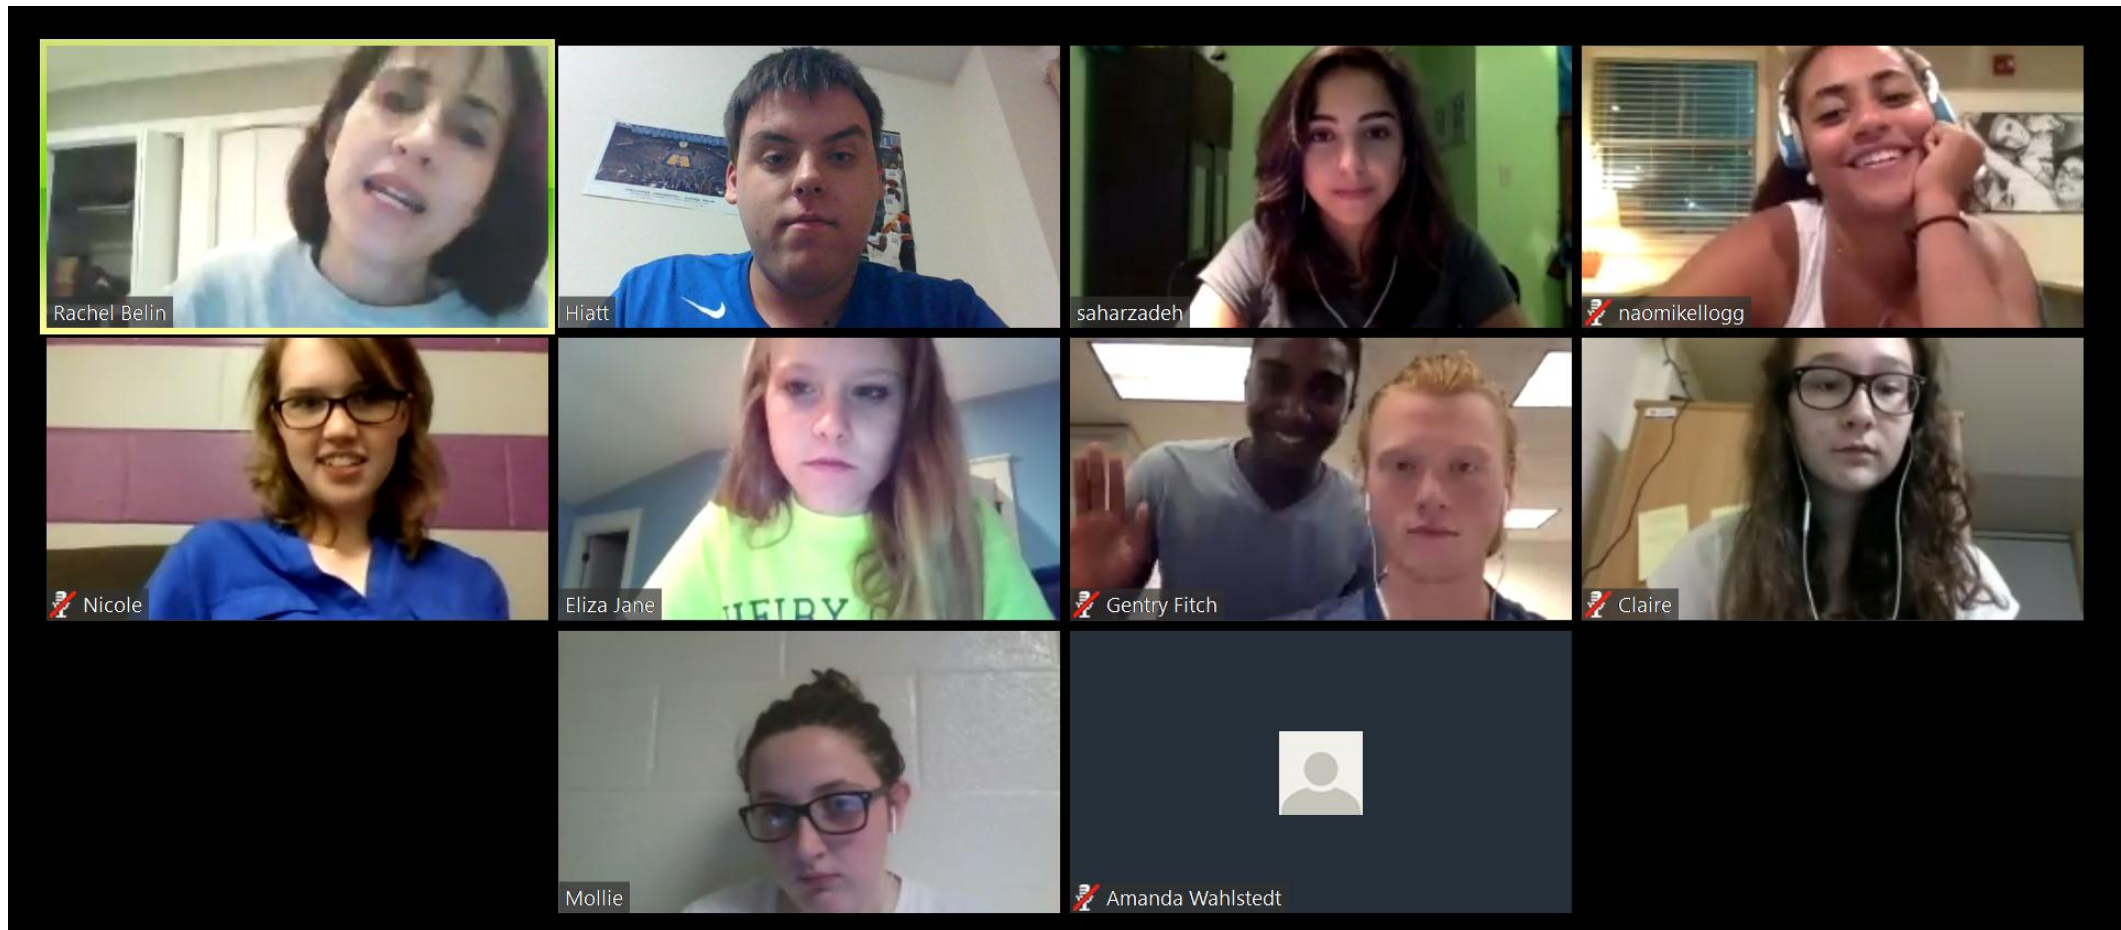 Rachel Belin
Hiatt
saharzadeh
naomikellogg
Nicole
Eliza Jane
Gentry Fitch
Claire
Mollie
Amanda Wahlstedt